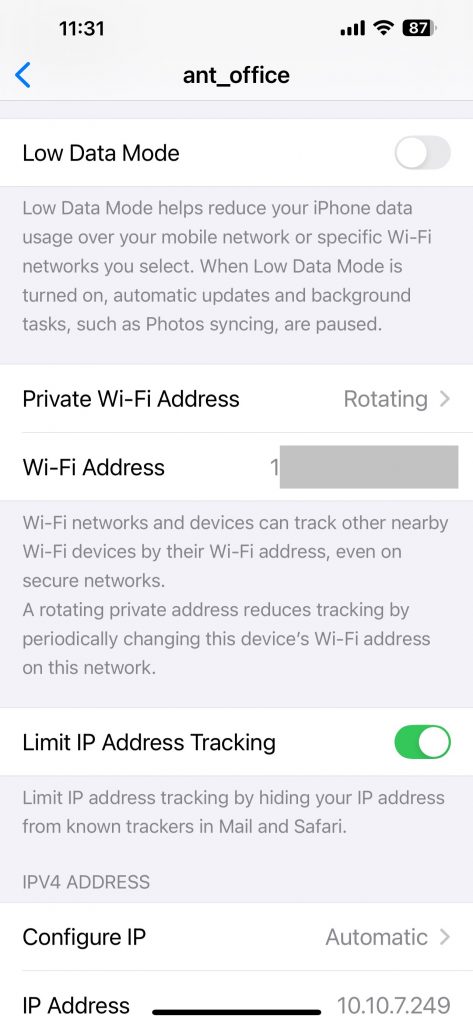 11:31
87
ant_office
Low Data Mode
Low Data Mode helps reduce your iPhone data
usage over your mobile network or specific Wi-Fi
networks you select. When Low Data Mode is
turned on, automatic updates and background
tasks, such as Photos syncing, are paused.
Private Wi-Fi Address Rotating
Wi-Fi Address 1
Wi-Fi networks and devices can track other nearby
Wi-Fi devices by their Wi-Fi address, even on
secure networks.
A rotating private address reduces tracking by
periodically changing this device’s Wi-Fi address
on this network.
Limit IP Address Tracking
Limit IP address tracking by hiding your IP address
from known trackers in Mail and Safari.
IPV4 ADDRESS
Configure IP Automatic
IP Address 10.10.7.249